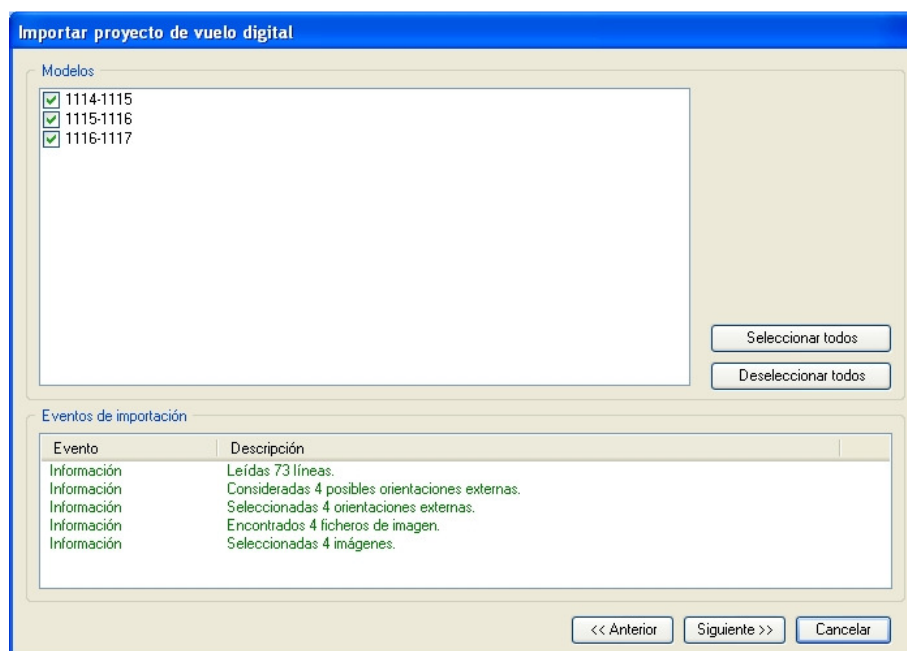 Importar proyecto de vuelo digital
Modelos
1114-1115
1115-1116
1116-1117
Seleccionar todos
Deseleccionar todos
Eventos de importación
Evento Descripción
Información Leídas 73 líneas.
Información Consideradas 4 posibles orientaciones externas.
Información Seleccionadas 4 orientaciones externas.
Información Encontrados 4 ficheros de imagen.
Información Seleccionadas 4 imágenes.
<< Anterior Siguiente >> Cancelar